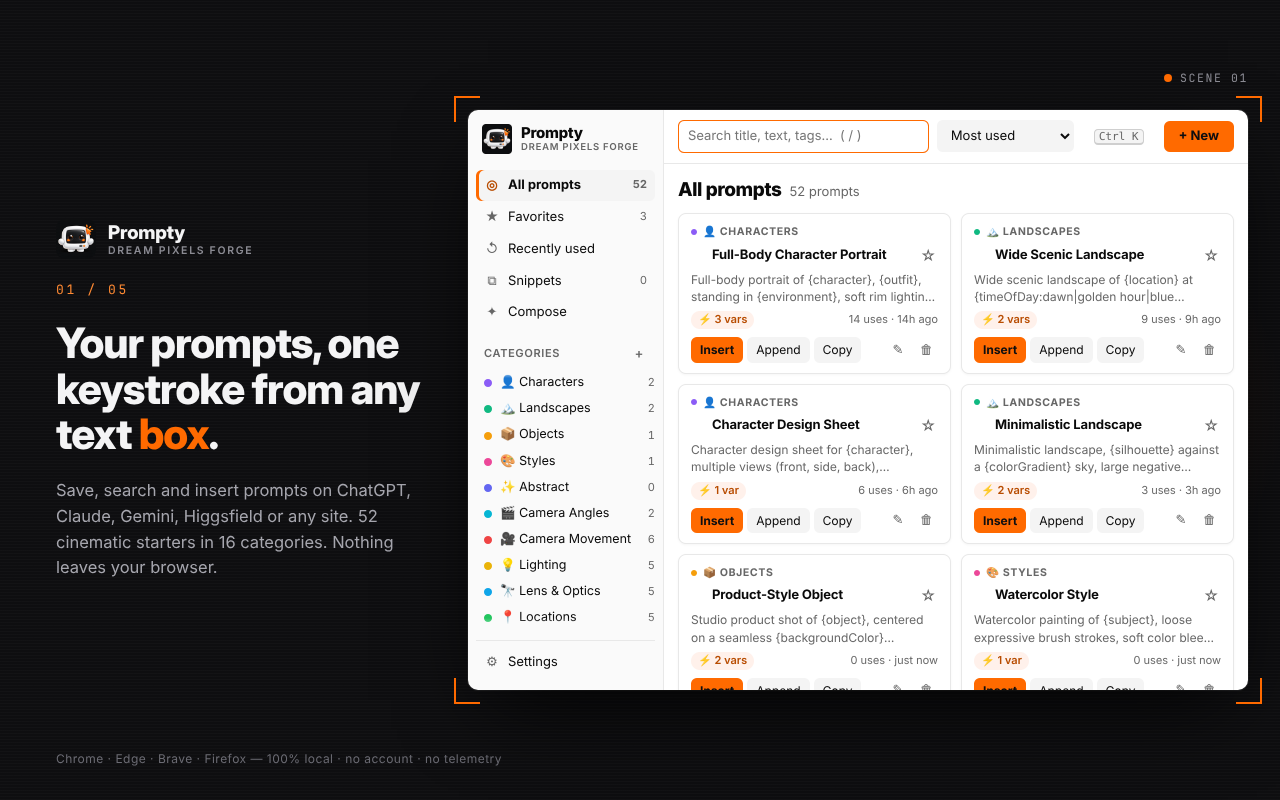 SCENE 01
Prompty
DREAM PIXELS FORGE
01 / 05
Your prompts, one
keystroke from any
text box.
Save, search and insert prompts on ChatGPT,
Claude, Gemini, Higgsfield or any site. 52
cinematic starters in 16 categories. Nothing
leaves your browser.
Chrome · Edge · Brave · Firefox — 100% local · no account · no telemetry
Prompty
DREAM PIXELS FORGE
All prompts 52
Favorites 3
Recently used
Snippets 0
Compose
CATEGORIES +
Characters 2
Landscapes 2
Objects 1
Styles 1
Abstract 0
Camera Angles 2
Camera Movement 6
Lighting 5
Lens & Optics 5
Locations 5
Settings
Search title, text, tags... ( / )
Most used
Ctrl K
+ New
All prompts 52 prompts
CHARACTERS
Full-Body Character Portrait
Full-body portrait of {character}, {outfit},
standing in {environment}, soft rim lightin...
⚡ 3 vars 14 uses · 14h ago
Insert Append Copy
LANDSCAPES
Wide Scenic Landscape
Wide scenic landscape of {location} at
{timeOfDay:dawn|golden hour|blue...
⚡ 2 vars 9 uses · 9h ago
Insert Append Copy
CHARACTERS
Character Design Sheet
Character design sheet for {character},
multiple views (front, side, back),...
⚡ 1 var 6 uses · 6h ago
Insert Append Copy
LANDSCAPES
Minimalistic Landscape
Minimalistic landscape, {silhouette} against
a {colorGradient} sky, large negative...
⚡ 2 vars 3 uses · 3h ago
Insert Append Copy
OBJECTS
Product-Style Object
Studio product shot of {object}, centered
on a seamless {backgroundColor}...
⚡ 2 vars 0 uses · just now
Insert Append Copy
STYLES
Watercolor Style
Watercolor painting of {subject}, loose
expressive brush strokes, soft color blee...
⚡ 1 var 0 uses · just now
Insert Append Copy